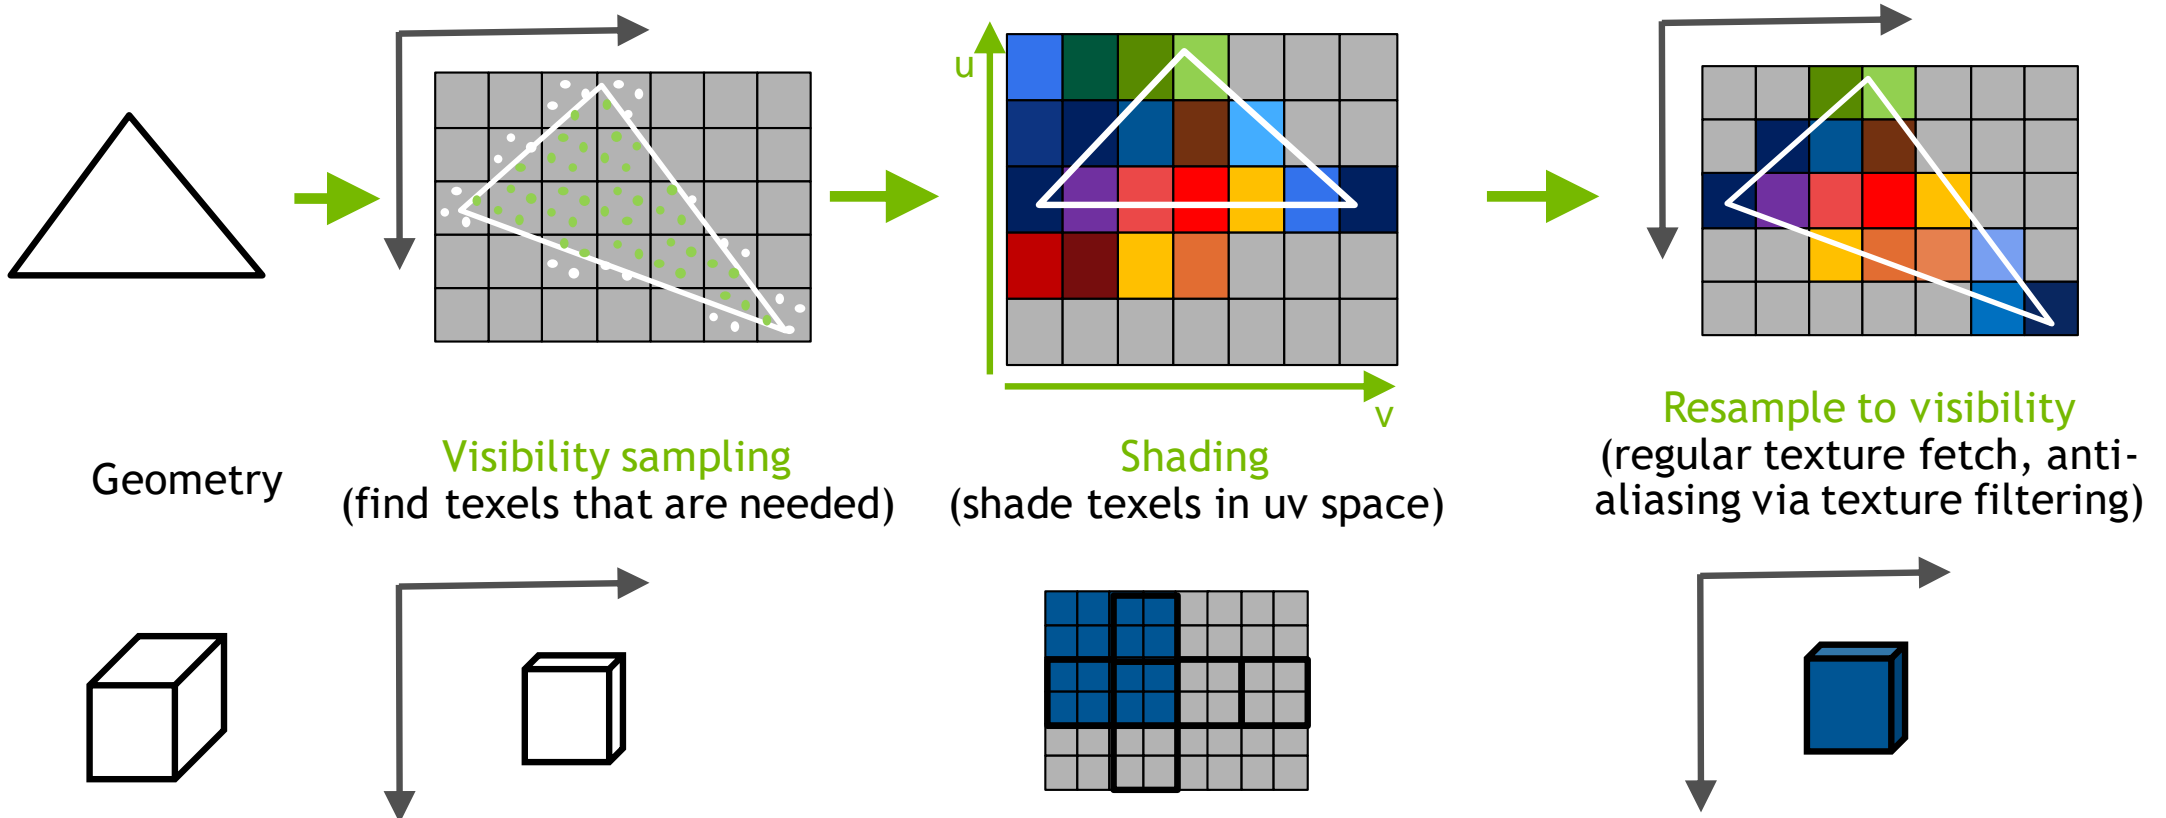 u
v
Geometry
Visibility sampling
(find texels that are needed)
Shading
(shade texels in uv space)
Resample to visibility
(regular texture fetch, anti-
aliasing via texture filtering)